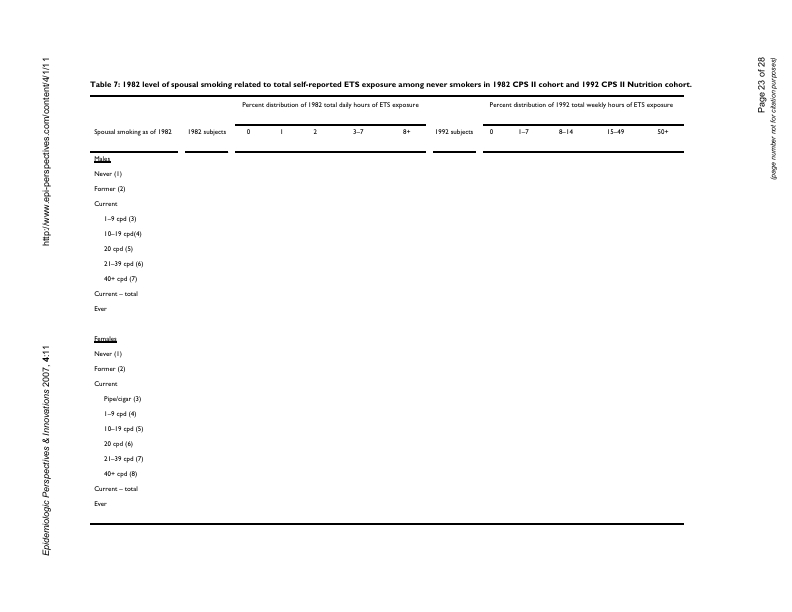 Table 7: 1982 level of spousal smoking related to total self-reported ETS exposure among never smokers in 1982 CPS II cohort and 1992 CPS II Nutrition cohort.
Percent distribution of 1982 total daily hours of ETS exposure Percent distribution of 1992 total weekly hours of ETS exposure
Spousal smoking as of 1982 1982 subjects 0 1 2 3–7 8+ 1992 subjects 0 1–7 8–14 15–49 50+
Males
Never (1)
Former (2)
Current
1–9 cpd (3)
10–19 cpd(4)
20 cpd (5)
21–39 cpd (6)
40+ cpd (7)
Current – total
Ever
Females
Never (1)
Former (2)
Current
Pipe/cigar (3)
1–9 cpd (4)
10–19 cpd (5)
20 cpd (6)
21–39 cpd (7)
40+ cpd (8)
Current – total
Ever
Epidemiologic Perspectives & Innovations 2007, 4:11
http://www.epi-perspectives.com/content/4/1/11
Page 23 of 28
(page number not for citation purposes)